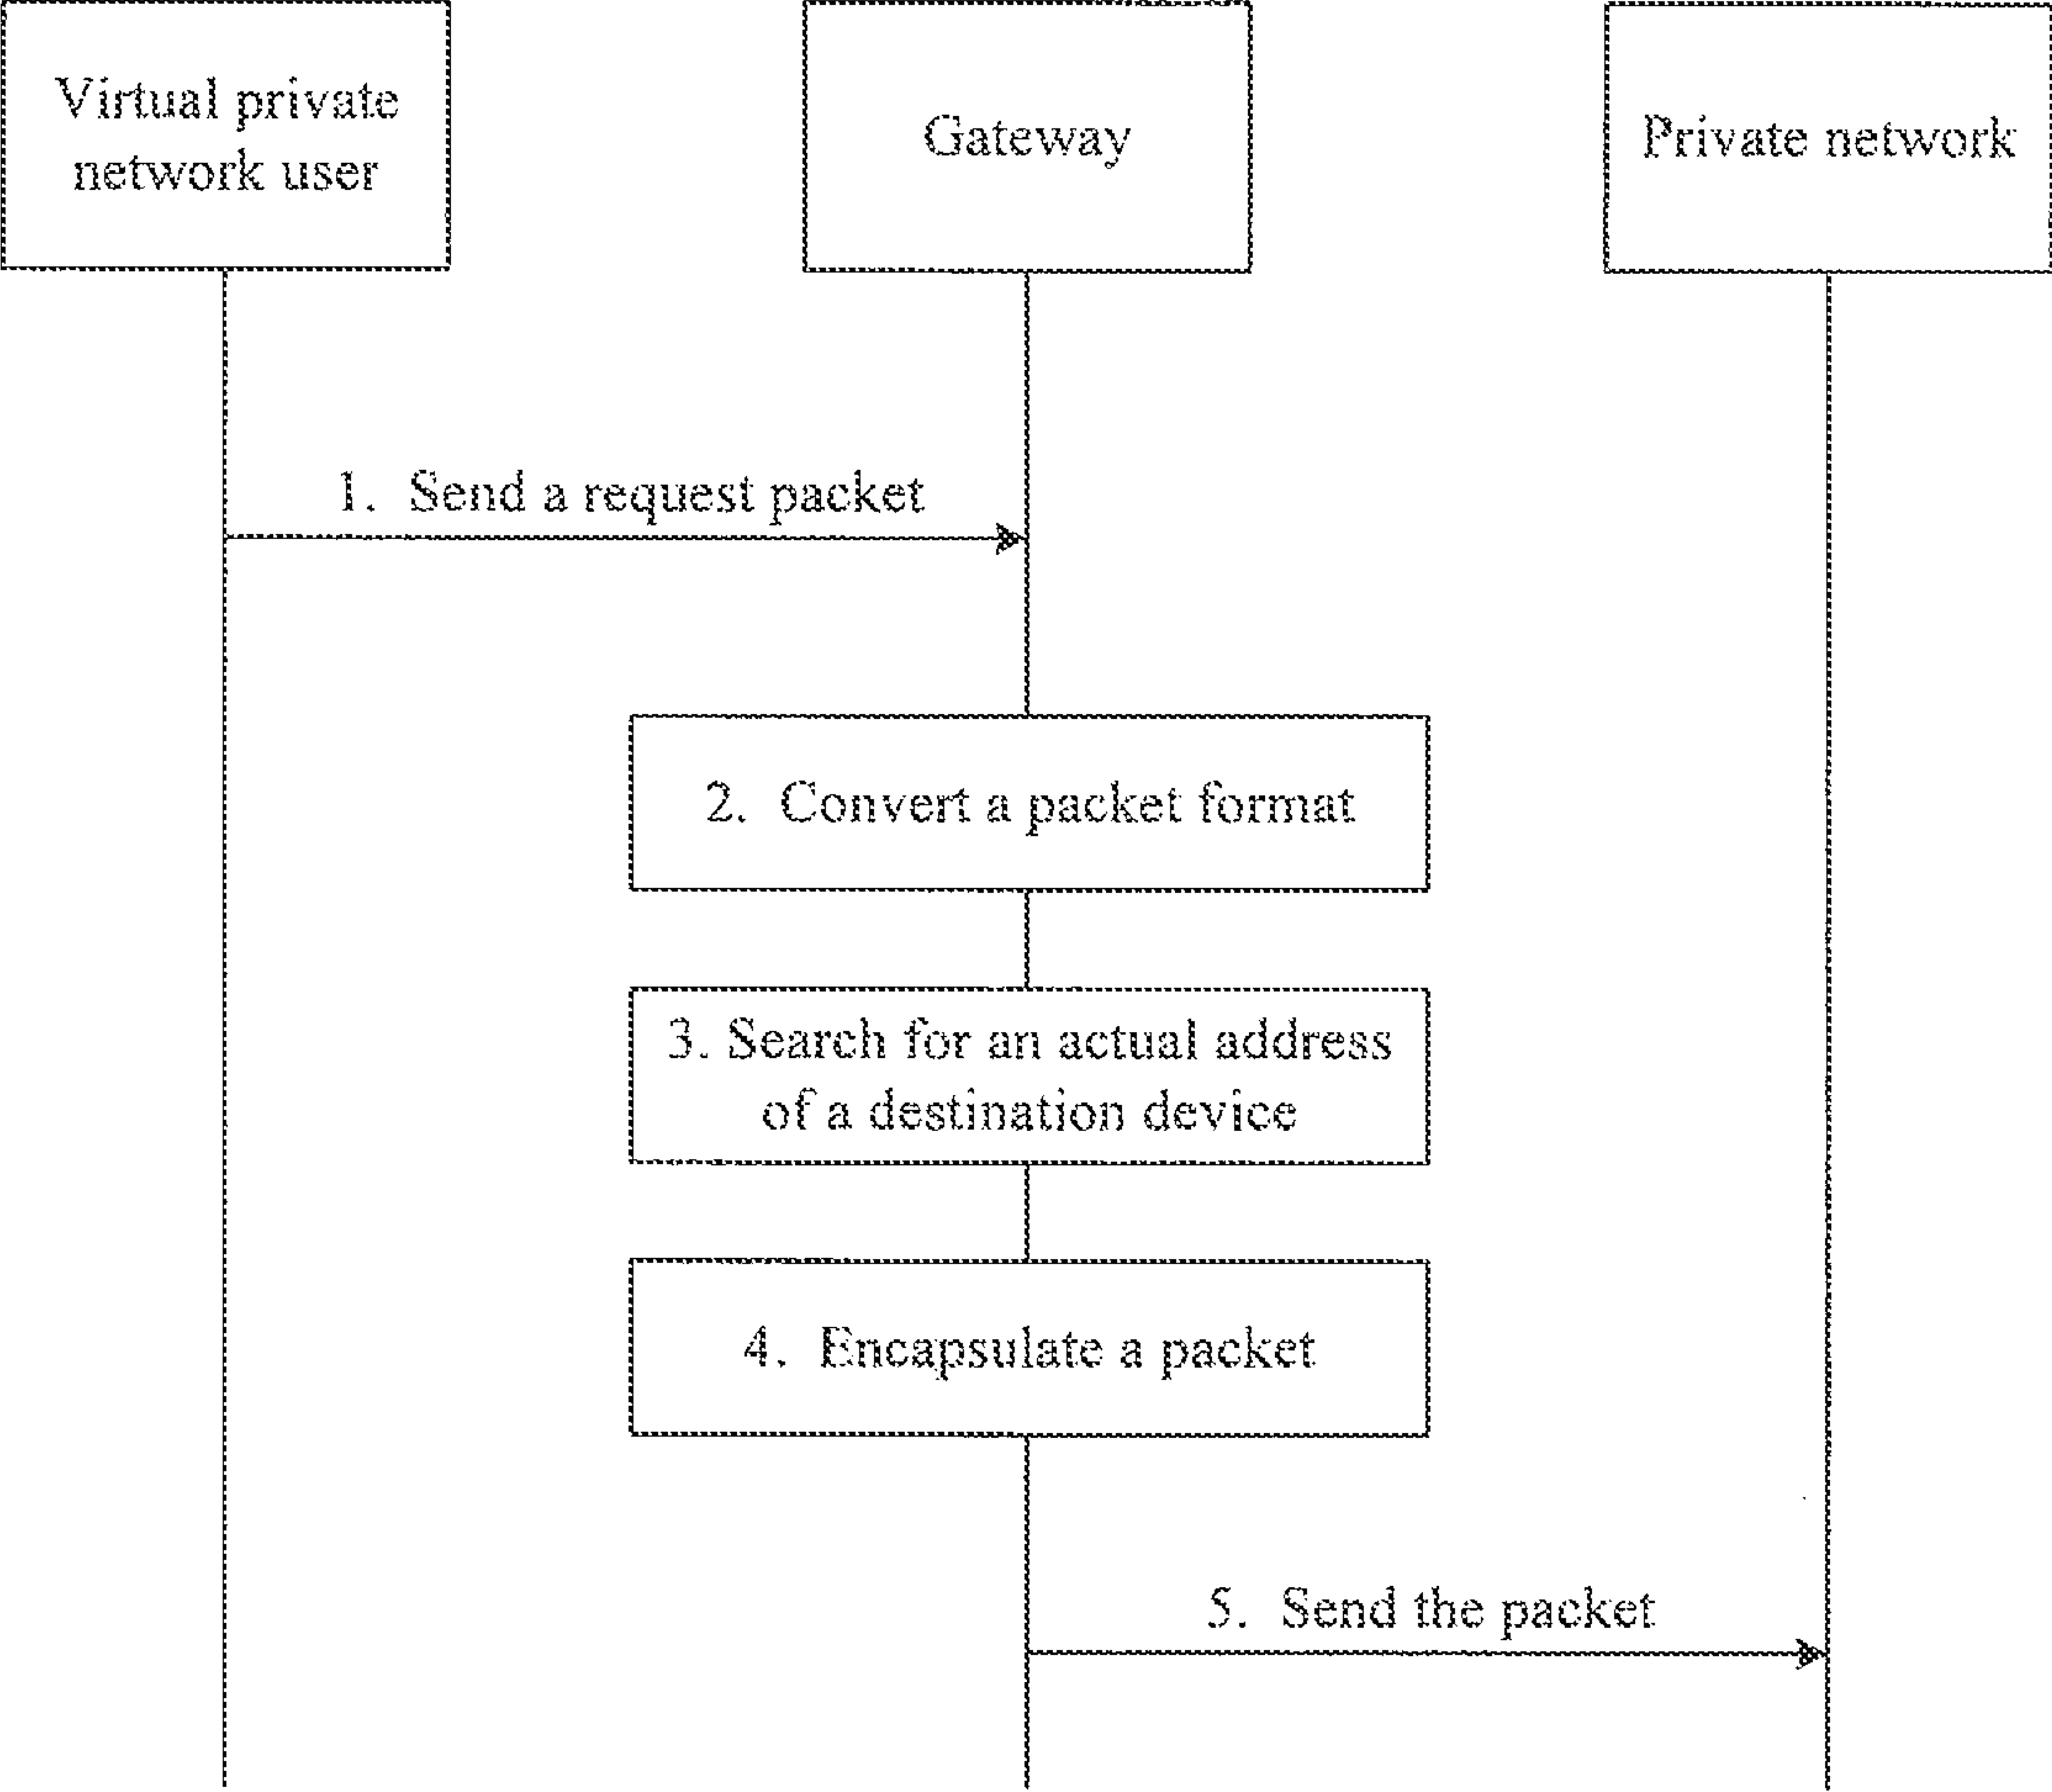 Virtual private
network user
Gateway
Private network
1. Send a request packet
2. Convert a packet format
3. Search for an actual address
of a destination device
4. Encapsulate a packet
5. Send the packet